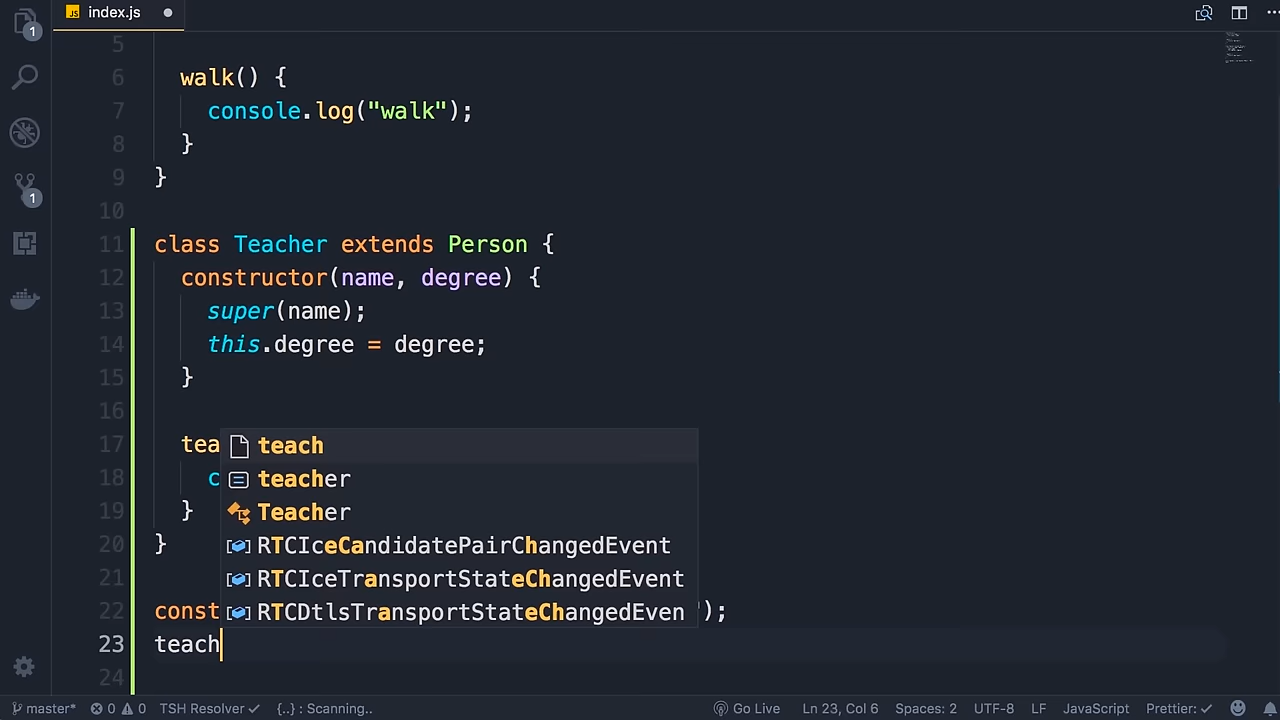 index.js
1
1
5
6 walk() {
7 console.log("walk");
8 }
9 }
10
11 class Teacher extends Person {
12 constructor(name, degree) {
13 super(name);
14 this.degree = degree;
15 }
16
17 tea
18 c
19 }
20 }
21
22 const ");
23 teach
24
teach
teacher
Teacher
RTCIceCandidatePairChangedEvent
RTCIceTransportStateChangedEvent
RTCDtlsTransportStateChangedEven
master* 0 0 TSH Resolver ✓ {..} : Scanning.. Go Live Ln 23, Col 6 Spaces: 2 UTF-8 LF JavaScript Prettier: ✓